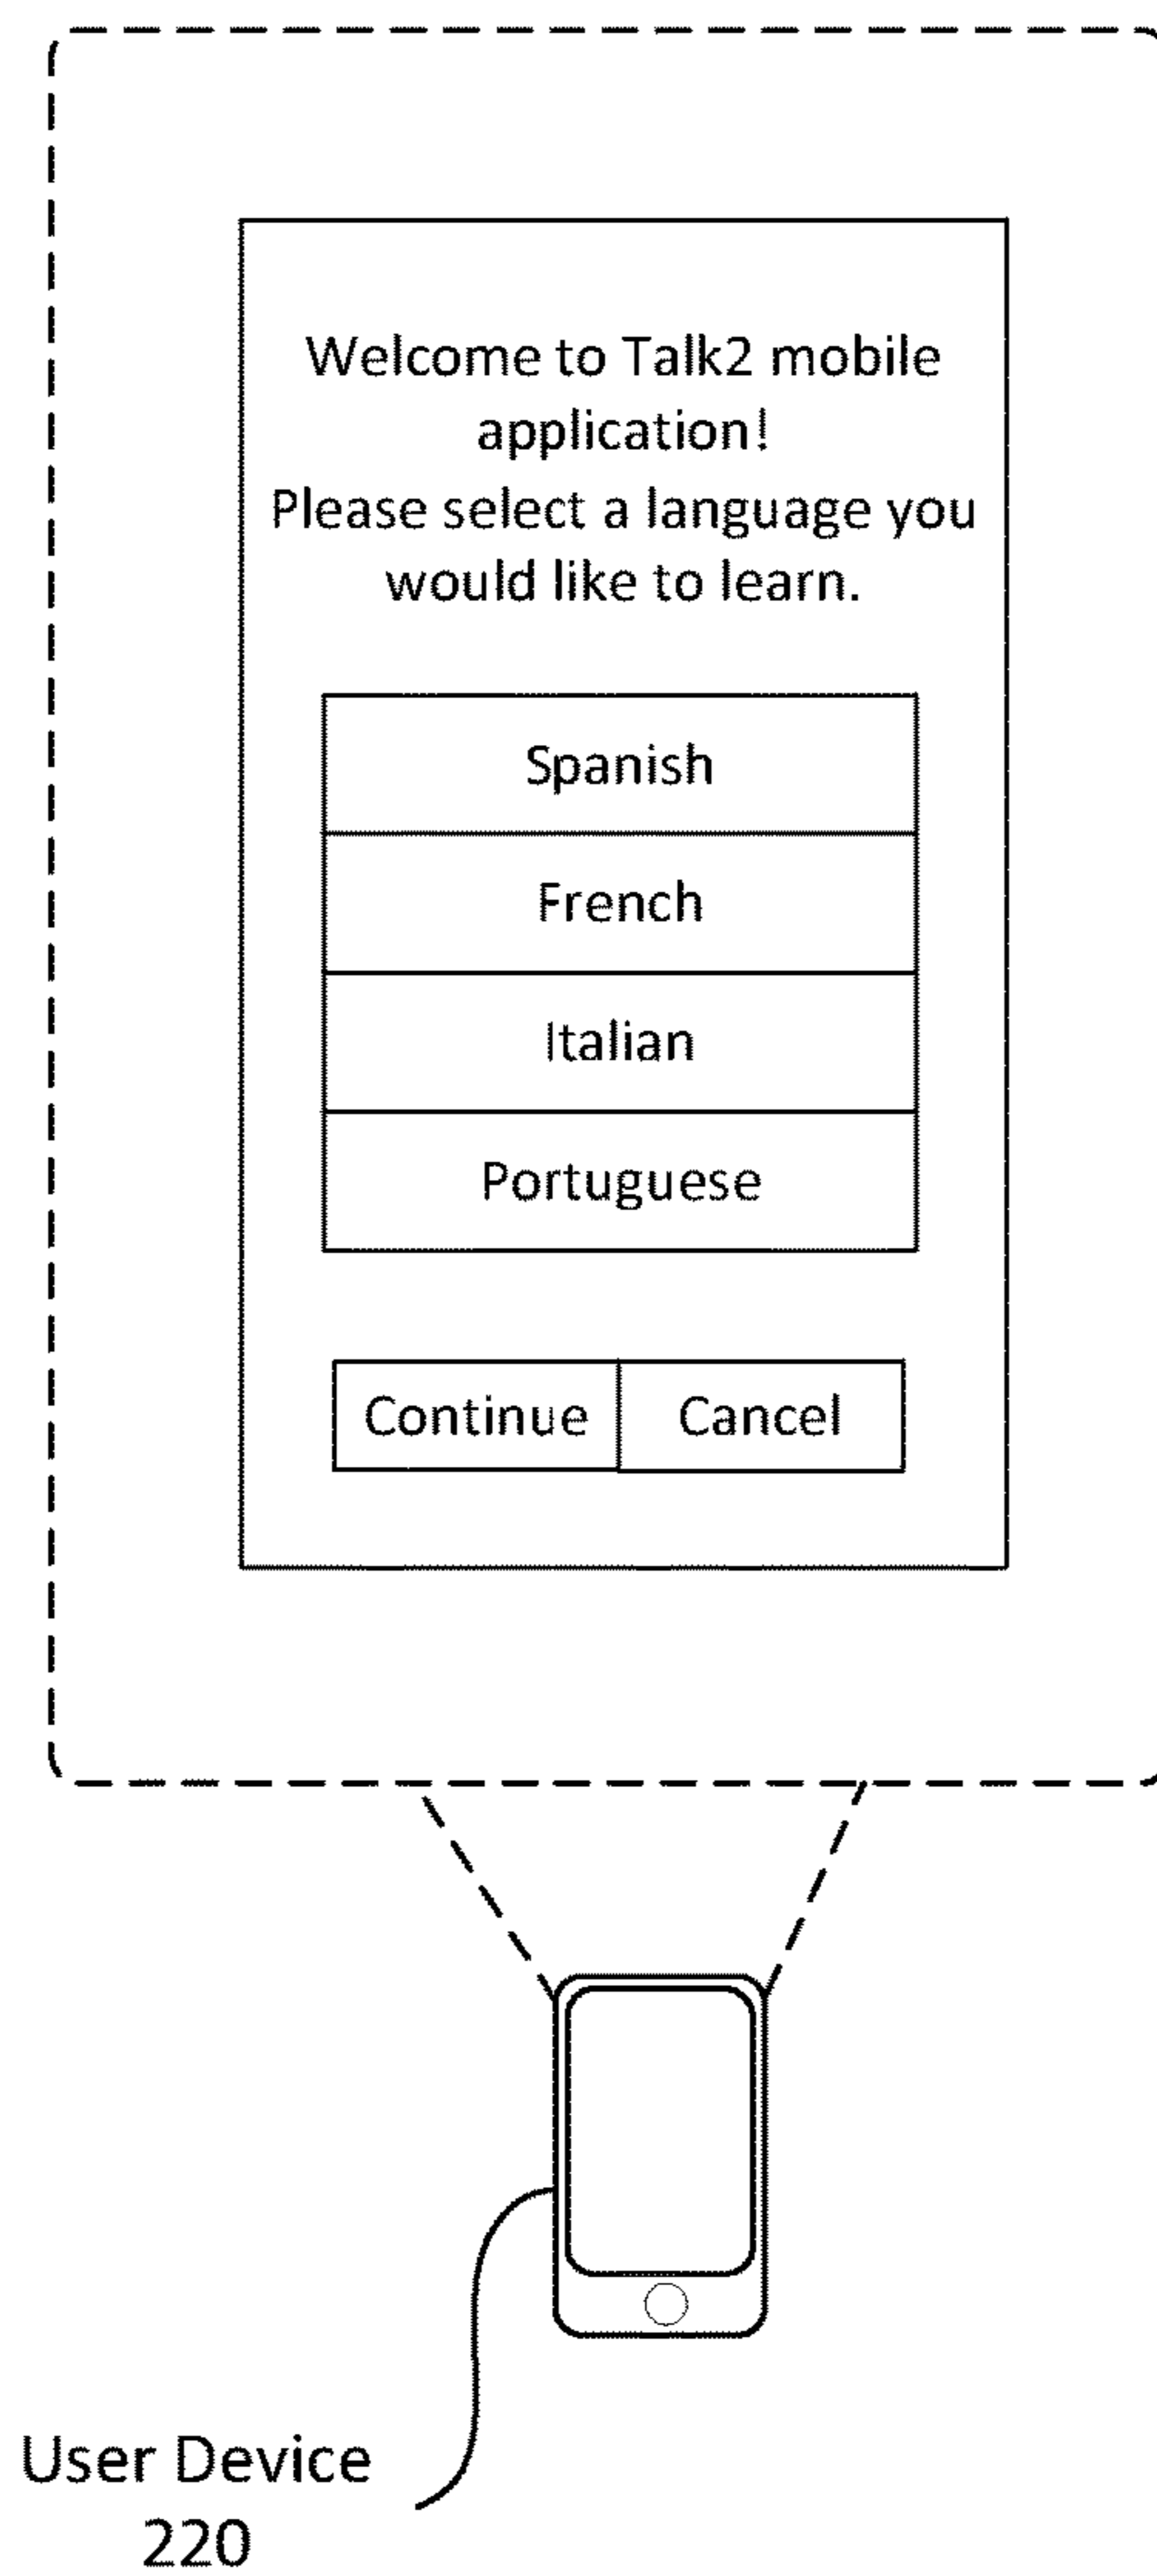 Welcome to Talk2 mobile
application!
Please select a language you
would like to learn.
Spanish
French
Italian
Portuguese
Continue
Cancel
User Device
220